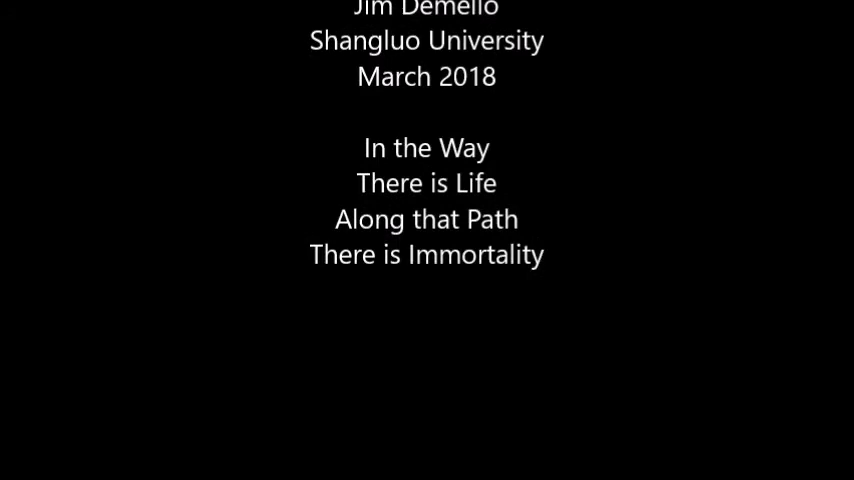 Jim Demello
Shangluo University
March 2018
In the Way
There is Life
Along that Path
There is Immortality